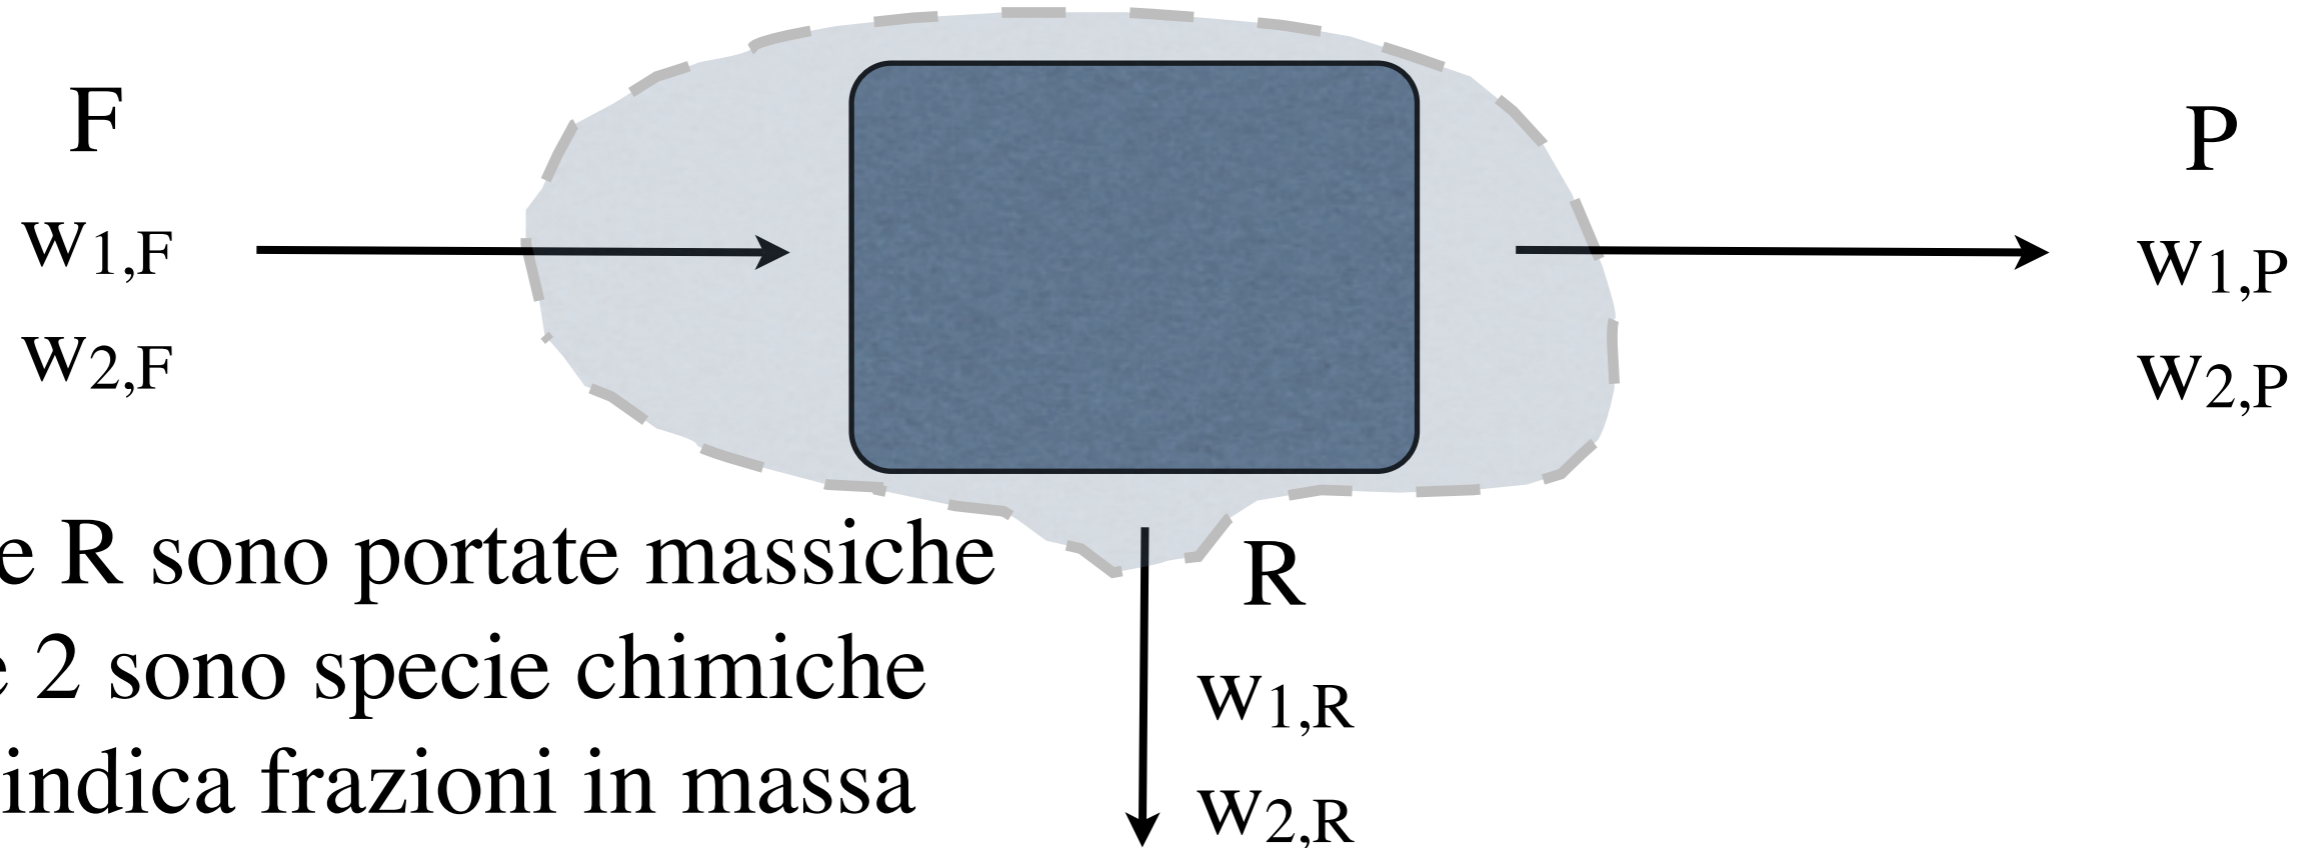 F
w1,F
w2,F
P
w1,P
w2,P
e R sono portate massiche
e 2 sono specie chimiche
indica frazioni in massa
R
w1,R
w2,R